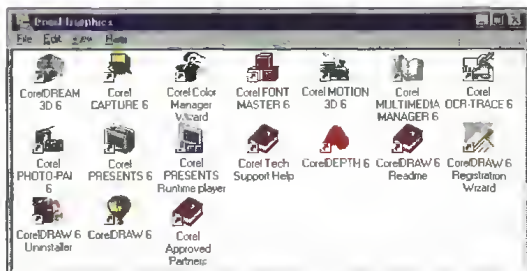 Corel Graphics
File Edit View Help
CorelDREAM 3D 6
Corel CAPTURE 6
Corel Color Manager Wizard
Corel FONT MASTER 6
Corel MOTION 3D 6
Corel MULTIMEDIA MANAGER 6
Corel OCR-TRACE 6
Corel PHOTO-PAI 6
Corel PRESENTS 6
Corel PRESENTS Runtime player
Corel Tech Support Help
CorelDEPTH 6
CorelDRAW 6 Readme
CorelDRAW 6 Registration Wizard
CorelDRAW 6 Uninstaller
CorelDRAW 6
Corel Approved Partners